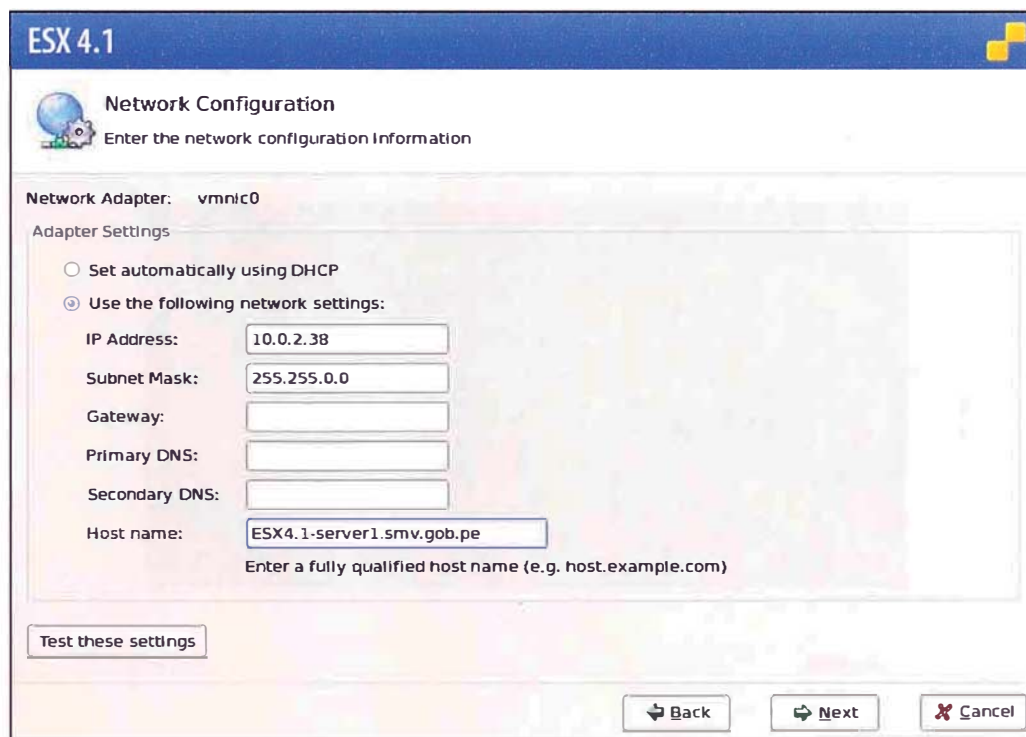 ESX 4.1
Network Configuration
Enter the network configuration information
Network Adapter: vmnic0
Adapter Settings
Set automatically using DHCP
Use the following network settings:
IP Address: 10.0.2.38
Subnet Mask: 255.255.0.0
Gateway:
Primary DNS:
Secondary DNS:
Host name: ESX4.1-server1.smv.gob.pe
Enter a fully qualified host name (e.g. host.example.com)
Test these settings
Back Next Cancel